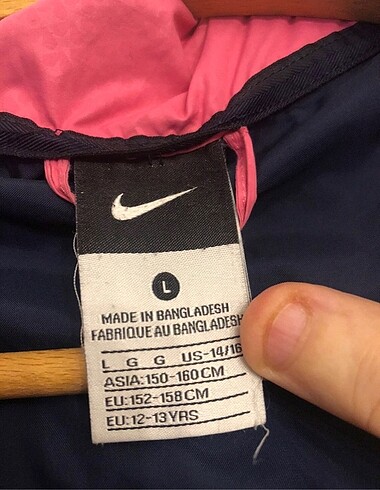 L
MADE IN BANGLADESH
FABRIQUE AU BANGLADESH
L G G US-14/16
ASIA:150-160CM
EU:152-158CM
EU:12-13YRS